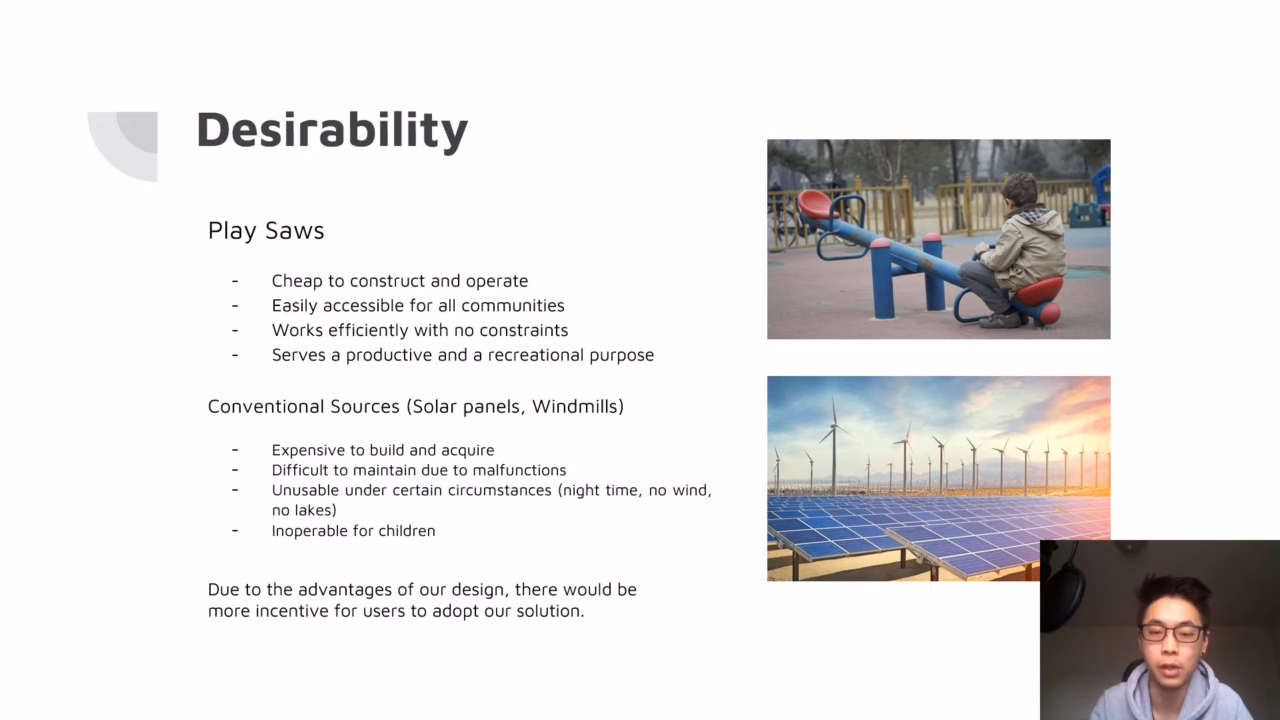 Desirability
Play Saws
- Cheap to construct and operate
- Easily accessible for all communities
- Works efficiently with no constraints
- Serves a productive and a recreational purpose
Conventional Sources (Solar panels, Windmills)
- Expensive to build and acquire
- Difficult to maintain due to malfunctions
- Unusable under certain circumstances (night time, no wind,
no lakes)
- Inoperable for children
Due to the advantages of our design, there would be
more incentive for users to adopt our solution.